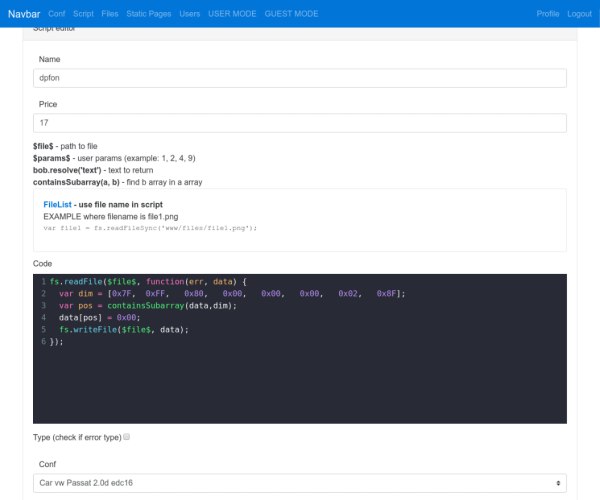 Navbar Conf Script Files Static Pages Users USER MODE GUEST MODE Profile Logout
Script editor
Name
dpfon
Price
17
$file$ - path to file
$params$ - user params (example: 1, 2, 4, 9)
bob.resolve('text') - text to return
containsSubarray(a, b) - find b array in a array
FileList - use file name in script
EXAMPLE where filename is file1.png
var file1 = fs.readFileSync('www/files/file1.png');
Code
1 fs.readFile($file$, function(err, data) {
2 var dim = [0x7F, 0xFF, 0x80, 0x00, 0x00, 0x00, 0x02, 0x8F];
3 var pos = containsSubarray(data,dim);
4 data[pos] = 0x00;
5 fs.writeFile($file$, data);
6 });
Type (check if error type)
Conf
Car vw Passat 2.0d edc16